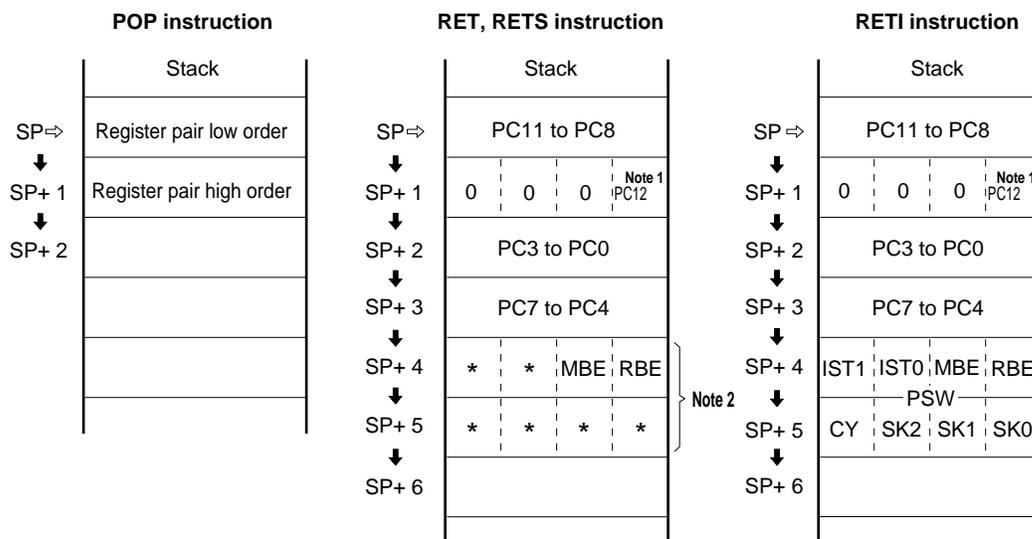 POP instruction
Stack
SP⇨ Register pair low order
SP+ 1 Register pair high order
SP+ 2
RET, RETS instruction
Stack
SP⇨ PC11 to PC8
SP+ 1 0 0 0 Note 1 PC12
SP+ 2 PC3 to PC0
SP+ 3 PC7 to PC4
SP+ 4 * * MBE RBE
SP+ 5 * * * *
Note 2
SP+ 6
RETI instruction
Stack
SP⇨ PC11 to PC8
SP+ 1 0 0 0 Note 1 PC12
SP+ 2 PC3 to PC0
SP+ 3 PC7 to PC4
SP+ 4 IST1 IST0 MBE RBE
PSW
SP+ 5 CY SK2 SK1 SK0
SP+ 6